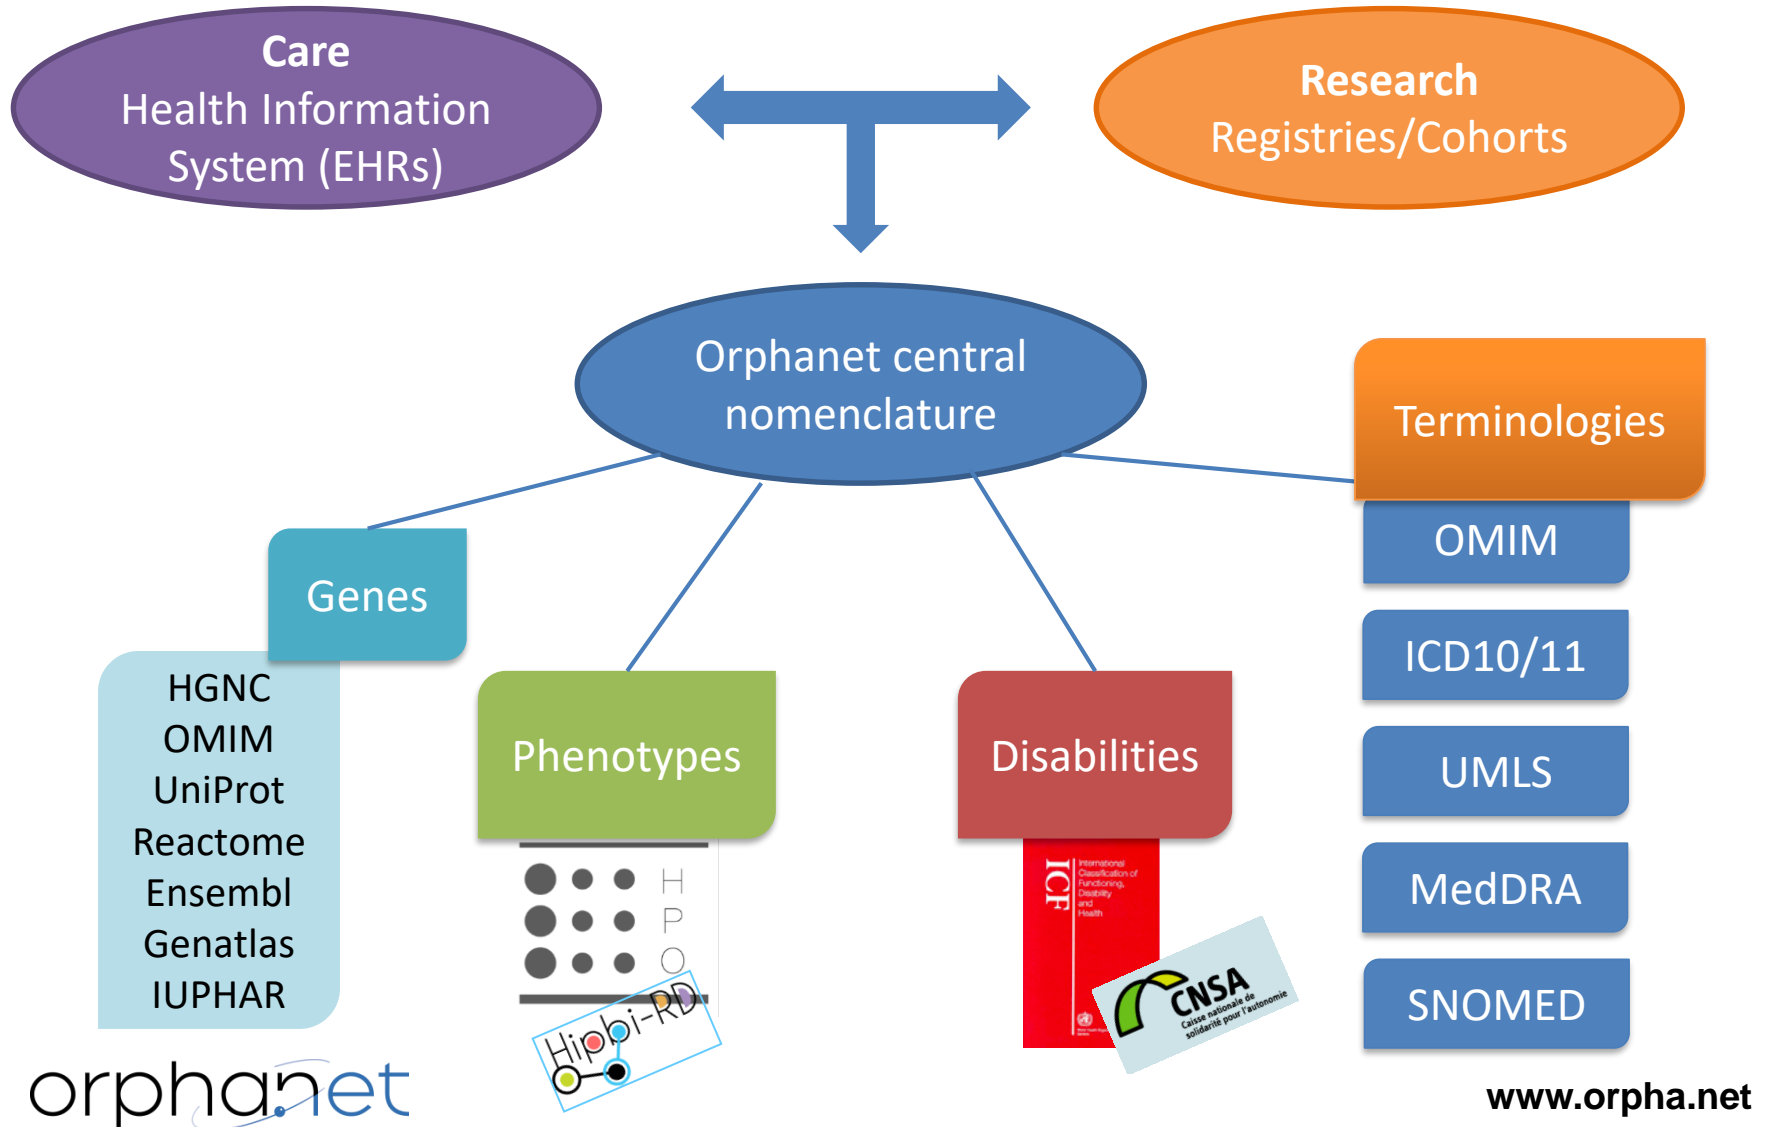 Care
Health Information
System (EHRs)
Research
Registries/Cohorts
Orphanet central
nomenclature
Terminologies
OMIM
ICD10/11
UMLS
MedDRA
SNOMED
Genes
HGNC
OMIM
UniProt
Reactome
Ensembl
Genatlas
IUPHAR
Phenotypes
H
P
O
Hipbi-RD
Disabilities
ICF
International
Classification of
Functioning,
Disability
and
Health
CNSA
Caisse nationale de
solidarité pour l'autonomie
orphanet
www.orpha.net